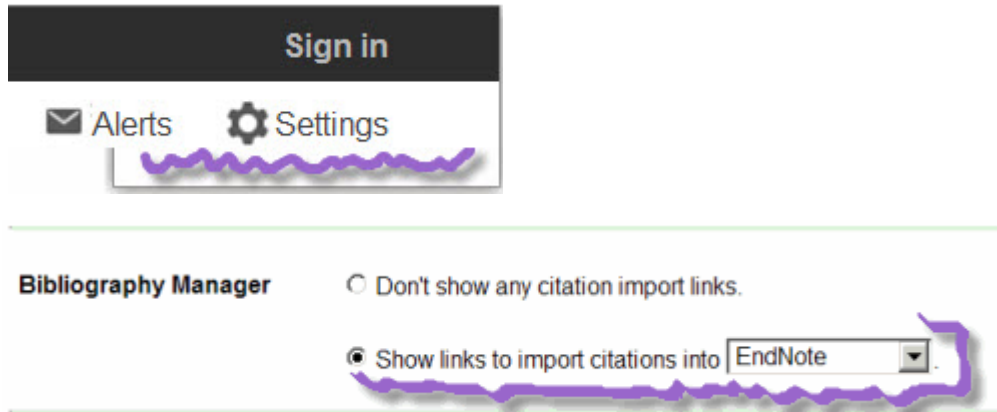 Sign in
Alerts Settings
Bibliography Manager Don't show any citation import links.
Show links to import citations into EndNote .